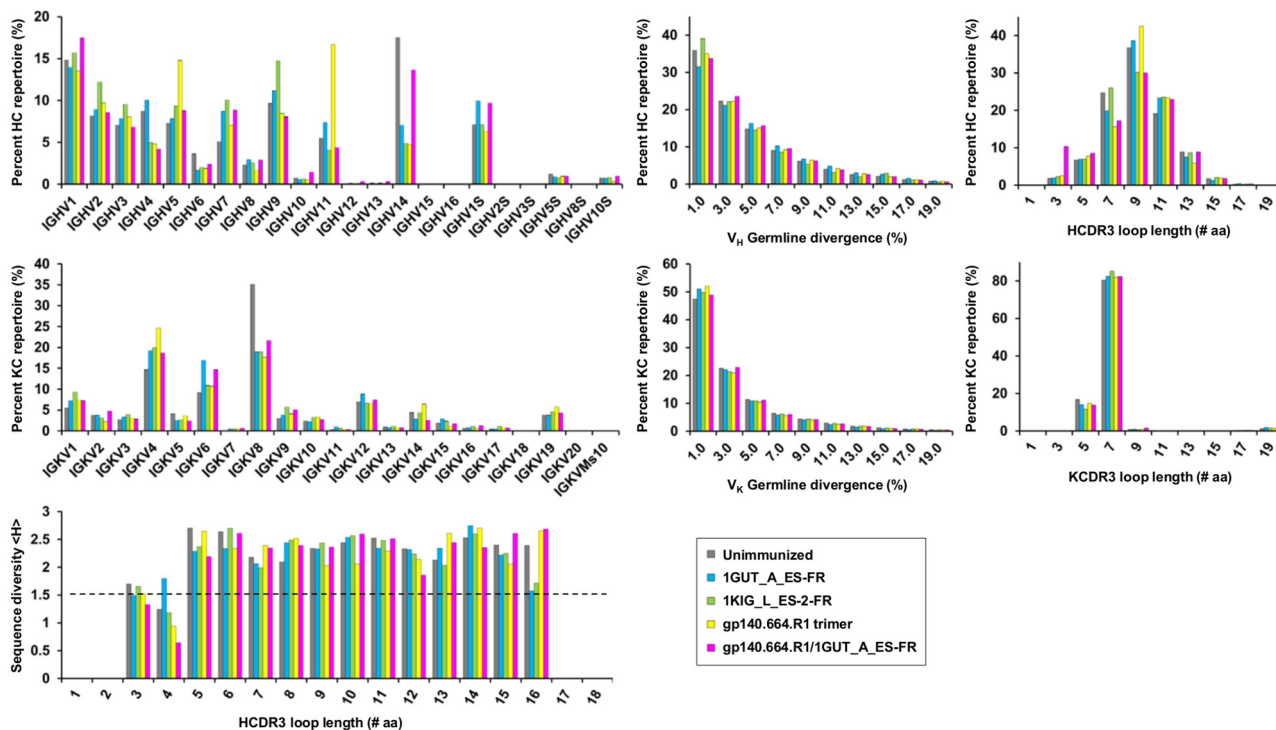 Percent HC repertoire (%)
20
15
10
5
0
IGHV1 IGHV2 IGHV3 IGHV4 IGHV5 IGHV6 IGHV7 IGHV8 IGHV9 IGHV10 IGHV11 IGHV12 IGHV13 IGHV14 IGHV15 IGHV16 IGHV1S IGHV2S IGHV3S IGHV5S IGHV8S IGHV10S
Percent HC repertoire (%)
40
30
20
10
0
1.0 3.0 5.0 7.0 9.0 11.0 13.0 15.0 17.0 19.0
VH Germline divergence (%)
Percent HC repertoire (%)
40
30
20
10
0
1 3 5 7 9 11 13 15 17 19
HCDR3 loop length (# aa)
Percent KC repertoire (%)
40
35
30
25
20
15
10
5
0
IGKV1 IGKV2 IGKV3 IGKV4 IGKV5 IGKV6 IGKV7 IGKV8 IGKV9 IGKV10 IGKV11 IGKV12 IGKV13 IGKV14 IGKV15 IGKV16 IGKV17 IGKV18 IGKV19 IGKV20 IGKVMs10
Percent KC repertoire (%)
60
50
40
30
20
10
0
1.0 3.0 5.0 7.0 9.0 11.0 13.0 15.0 17.0 19.0
VK Germline divergence (%)
Percent KC repertoire (%)
80
60
40
20
0
1 3 5 7 9 11 13 15 17 19
KCDR3 loop length (# aa)
Sequence diversity <H>
3
2.5
2
1.5
1
0.5
0
1 2 3 4 5 6 7 8 9 10 11 12 13 14 15 16 17 18
HCDR3 loop length (# aa)
Unimmunized
1GUT_A_ES-FR
1KIG_L_ES-2-FR
gp140.664.R1 trimer
gp140.664.R1/1GUT_A_ES-FR